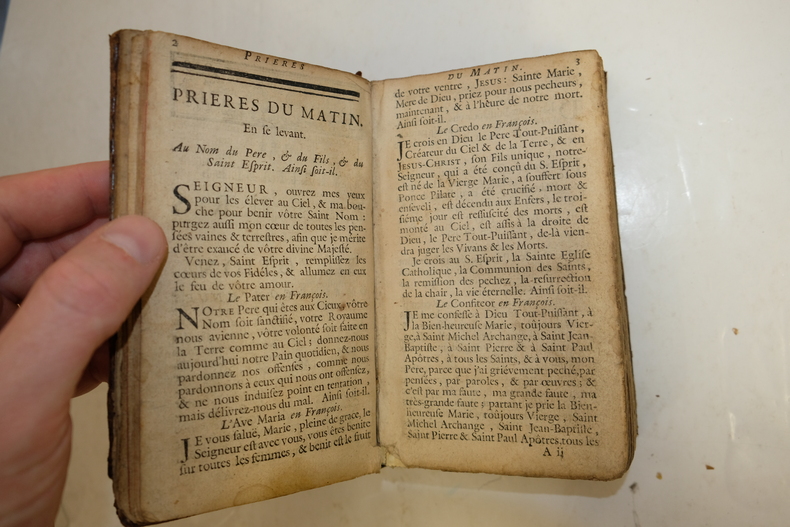 2
PRIERES
PRIERES DU MATIN.
En ſe levant.
Au Nom du Pere, & du Fils, & du
Saint Eſprit. Ainſi ſoit-il.
SEIGNEUR, ouvrez mes yeux
pour les élever au Ciel, & ma bou-
che pour benir vôtre Saint Nom :
purgez auſſi mon cœur de toutes les pen-
ſées vaines & terreſtres, afin que je mérite
d'être exaucé de vôtre divine Majeſté.
Venez, Saint Eſprit, rempliſſez les
cœurs de vos Fidéles, & allumez en eux
le feu de vôtre amour.
Le Pater en François.
NOTRE Pere qui êtes aux Cieux, vôtre
Nom ſoit ſanctifié, votre Royaume
nous avienne, vôtre volonté ſoit faite en
la Terre comme au Ciel : donnez-nous
aujourd'hui notre Pain quotidien, & nous
pardonnez nos offenſes, comme nous
pardonnons à ceux qui nous ont offenſez,
& ne nous induiſez point en tentation,
mais délivrez-nous du mal. Ainſi ſoit-il.
L'Ave Maria en François.
JE vous ſalue, Marie, pleine de grace, le
Seigneur eſt avec vous, vous êtes benite
ſur toutes les femmes, & benit eſt le fruit
DU MATIN.
3
de votre ventre, JESUS : Sainte Marie,
Mere de Dieu, priez pour nous pecheurs,
maintenant, & à l'heure de notre mort.
Ainſi ſoit-il.
Le Credo en François.
JE crois en Dieu le Pere Tout-Puiſſant,
Créateur du Ciel & de la Terre, & en
JESUS-CHRIST, ſon Fils unique, notre-
Seigneur, qui a été conçû du S. Eſprit,
eſt né de la Vierge Marie, a ſouffert ſous
Ponce Pilate, a été crucifié, mort &
enſeveli, eſt décendu aux Enfers, le troi-
ſiéme jour eſt reſſuſcité des morts, eſt
monté au Ciel, eſt aſſis à la droite de
Dieu, le Pere Tout-Puiſſant, de-là vien-
dra juger les Vivans & les Morts.
Je crois au S. Eſprit, la Sainte Egliſe
Catholique, la Communion des Saints,
la remiſſion des pechez, la reſurrection
de la chair, la vie éternelle. Ainſi ſoit-il.
Le Confiteor en François.
JE me confeſſe à Dieu Tout-Puiſſant, à
la Bien-heureuſe Marie, toûjours Vier-
ge, à Saint Michel Archange, à Saint Jean-
Baptiſte, à Saint Pierre & à Saint Paul
Apôtres, à tous les Saints, & à vous, mon
Pere, parce que j'ai griévement peché, par
penſées, par paroles, & par œuvres ; &
c'eſt par ma faute, ma grande faute, ma
très-grande faute ; partant je prie la Bien-
heureuſe Marie, toujours Vierge, Saint
Michel Archange, Saint Jean-Baptiſte,
Saint Pierre & Saint Paul Apôtres, tous les
A ij